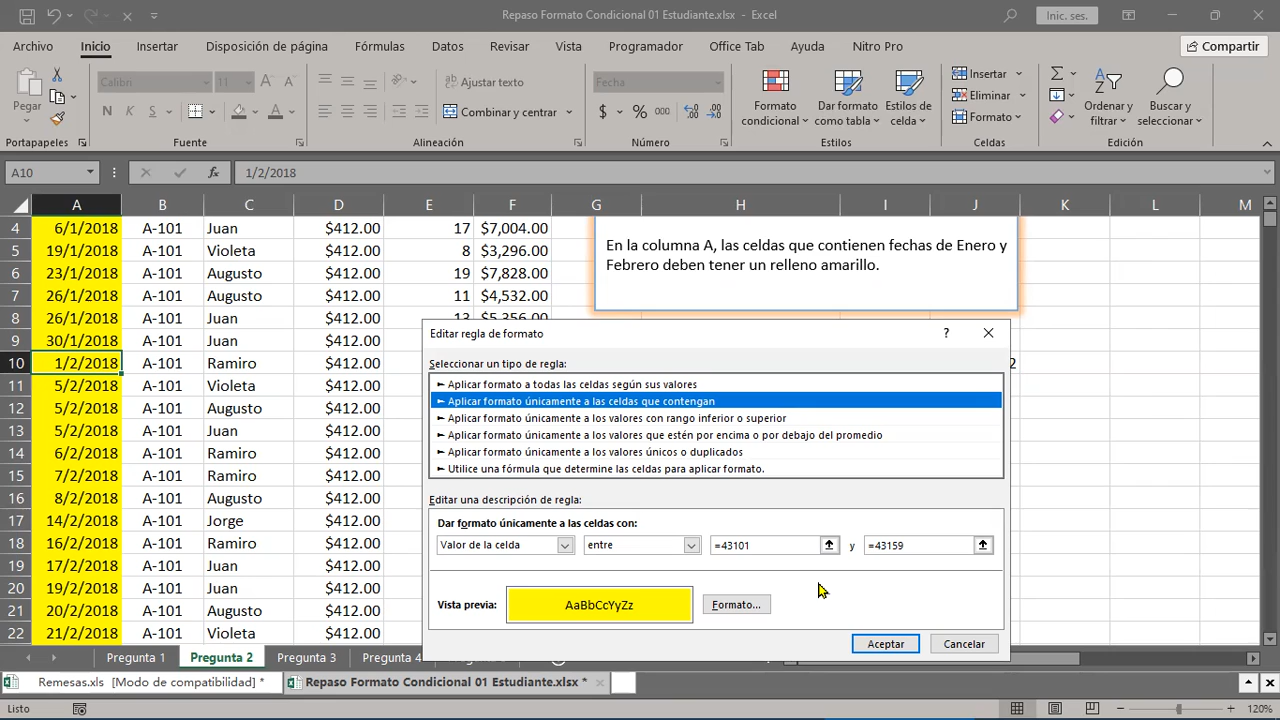 Repaso Formato Condicional 01 Estudiante.xlsx - Excel
Inic. ses.
Archivo Inicio Insertar Disposición de página Fórmulas Datos Revisar Vista Programador Office Tab Ayuda Nitro Pro Compartir
Pegar
Calibri 11
N K S
Ajustar texto
Combinar y centrar
Fecha
$ % 000
Formato condicional
Dar formato como tabla
Estilos de celda
Insertar
Eliminar
Formato
Ordenar y filtrar
Buscar y seleccionar
Portapapeles Fuente Alineación Número Estilos Celdas Edición
A10 fx 1/2/2018
A B C D E F G H I J K L M
4 6/1/2018 A-101 Juan $412.00 17 $7,004.00
5 19/1/2018 A-101 Violeta $412.00 8 $3,296.00
6 23/1/2018 A-101 Augusto $412.00 19 $7,828.00
7 26/1/2018 A-101 Augusto $412.00 11 $4,532.00
8 26/1/2018 A-101 Juan $412.00 13 $5,356.00
9 30/1/2018 A-101 Juan $412.00
10 1/2/2018 A-101 Ramiro $412.00 2
11 5/2/2018 A-101 Violeta $412.00
12 5/2/2018 A-101 Augusto $412.00
13 5/2/2018 A-101 Juan $412.00
14 6/2/2018 A-101 Ramiro $412.00
15 7/2/2018 A-101 Ramiro $412.00
16 8/2/2018 A-101 Augusto $412.00
17 14/2/2018 A-101 Jorge $412.00
18 16/2/2018 A-101 Ramiro $412.00
19 17/2/2018 A-101 Juan $412.00
20 19/2/2018 A-101 Juan $412.00
21 20/2/2018 A-101 Augusto $412.00
22 21/2/2018 A-101 Violeta $412.00
En la columna A, las celdas que contienen fechas de Enero y
Febrero deben tener un relleno amarillo.
Editar regla de formato ?
Seleccionar un tipo de regla:
► Aplicar formato a todas las celdas según sus valores
► Aplicar formato únicamente a las celdas que contengan
► Aplicar formato únicamente a los valores con rango inferior o superior
► Aplicar formato únicamente a los valores que estén por encima o por debajo del promedio
► Aplicar formato únicamente a los valores únicos o duplicados
► Utilice una fórmula que determine las celdas para aplicar formato.
Editar una descripción de regla:
Dar formato únicamente a las celdas con:
Valor de la celda entre =43101 y =43159
Vista previa: AaBbCcYyZz Formato...
Aceptar Cancelar
Pregunta 1 Pregunta 2 Pregunta 3 Pregunta 4
Remesas.xls [Modo de compatibilidad] * Repaso Formato Condicional 01 Estudiante.xlsx *
Listo 120%